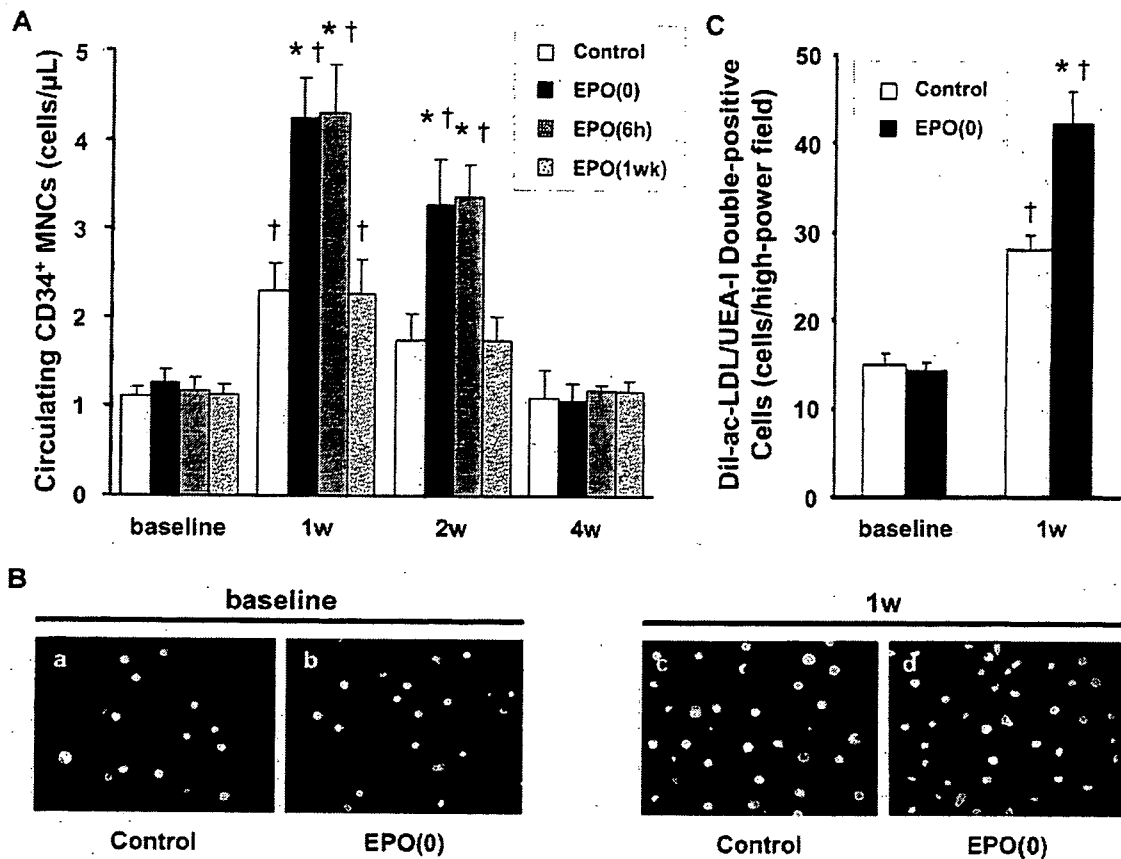 A
Circulating CD34⁺ MNCs (cells/µL)
5
4
3
2
1
0
* † * †
* † * †
† †
baseline 1w 2w 4w
Control
EPO(0)
EPO(6h)
EPO(1wk)
C
Dil-ac-LDL/UEA-I Double-positive
Cells (cells/high-power field)
50
40
30
20
10
0
* †
†
Control
EPO(0)
baseline 1w
B
baseline 1w
a b c d
Control EPO(0) Control EPO(0)